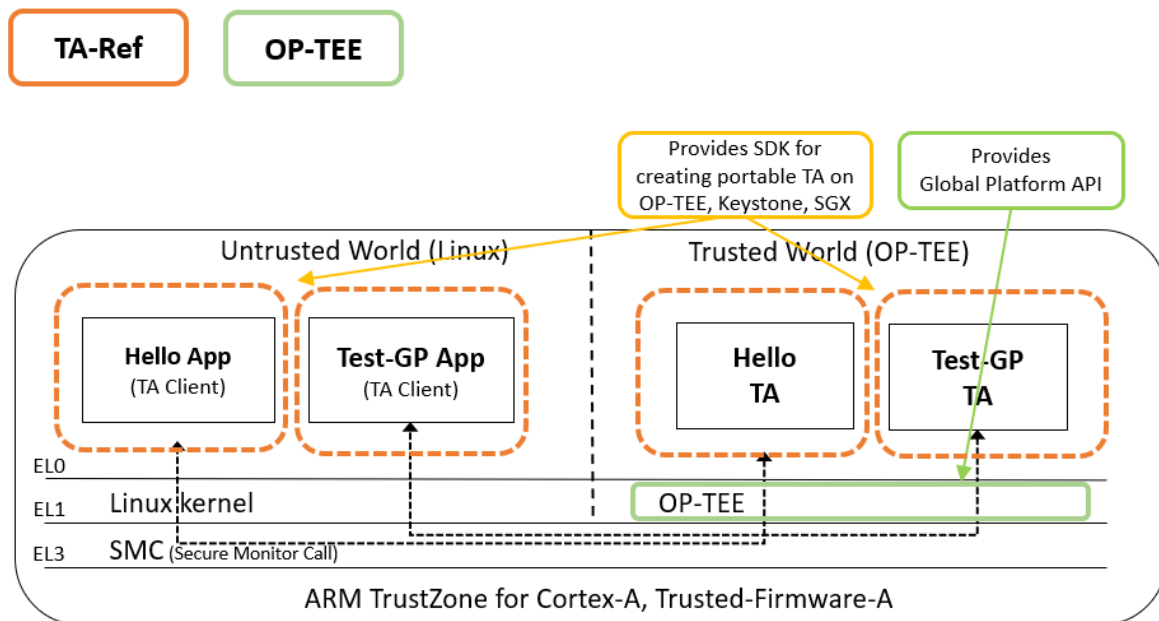 TA-Ref
OP-TEE
Provides SDK for
creating portable TA on
OP-TEE, Keystone, SGX
Provides
Global Platform API
Untrusted World (Linux)
Trusted World (OP-TEE)
Hello App
(TA Client)
Test-GP App
(TA Client)
Hello
TA
Test-GP
TA
EL0
EL1
Linux kernel
OP-TEE
EL3
SMC (Secure Monitor Call)
ARM TrustZone for Cortex-A, Trusted-Firmware-A